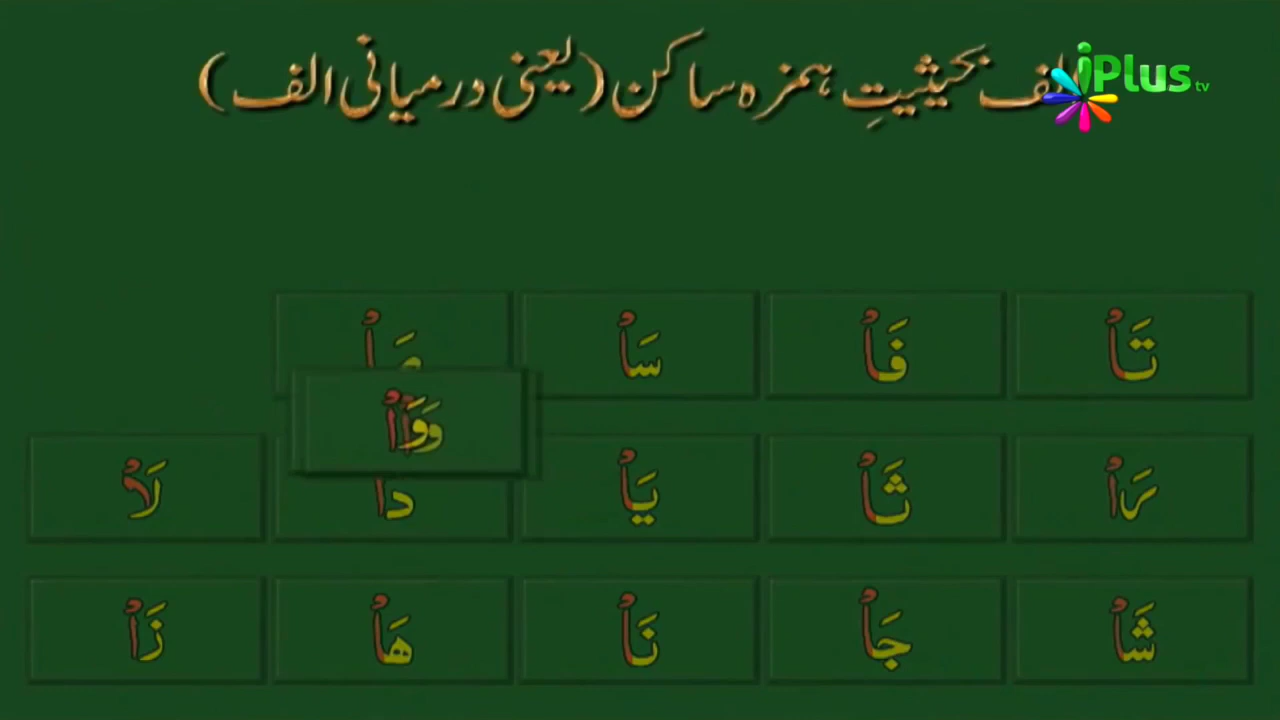 الف بحیثیتِ ہمزہ ساکن (یعنی درمیانی الف)
iPlus tv
تَاْ فَاْ سَاْ
رَاْ ثَاْ يَاْ لَاْ
وَاْ
شَاْ جَاْ نَاْ هَاْ زَاْ